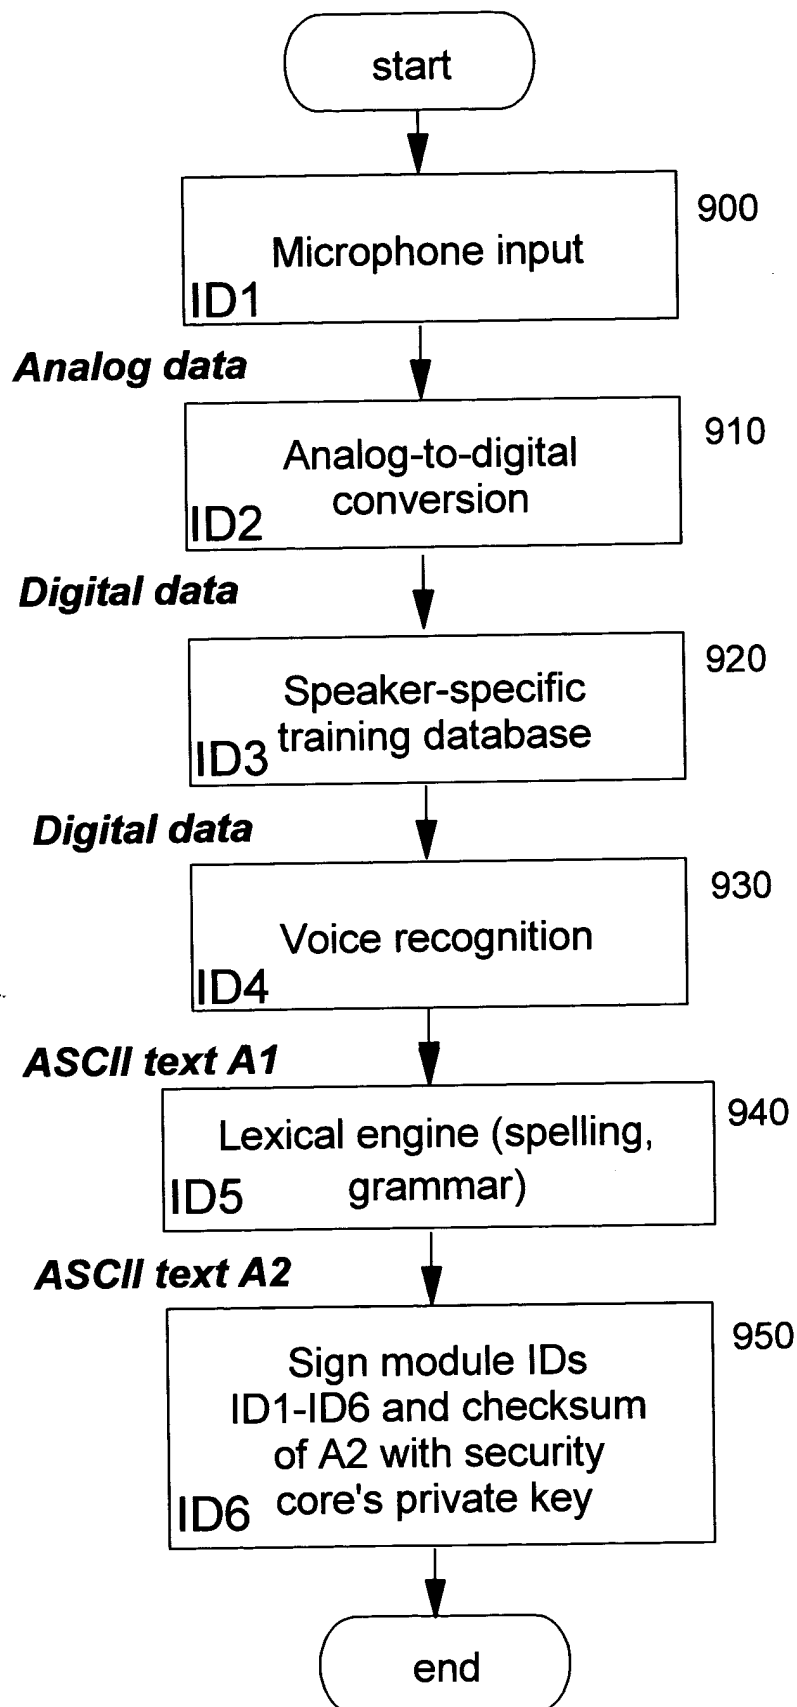 start
900
Microphone input
ID1
Analog data
910
Analog-to-digital
conversion
ID2
Digital data
920
Speaker-specific
training database
ID3
Digital data
930
Voice recognition
ID4
ASCII text A1
940
Lexical engine (spelling,
grammar)
ID5
ASCII text A2
950
Sign module IDs
ID1-ID6 and checksum
of A2 with security
core's private key
ID6
end